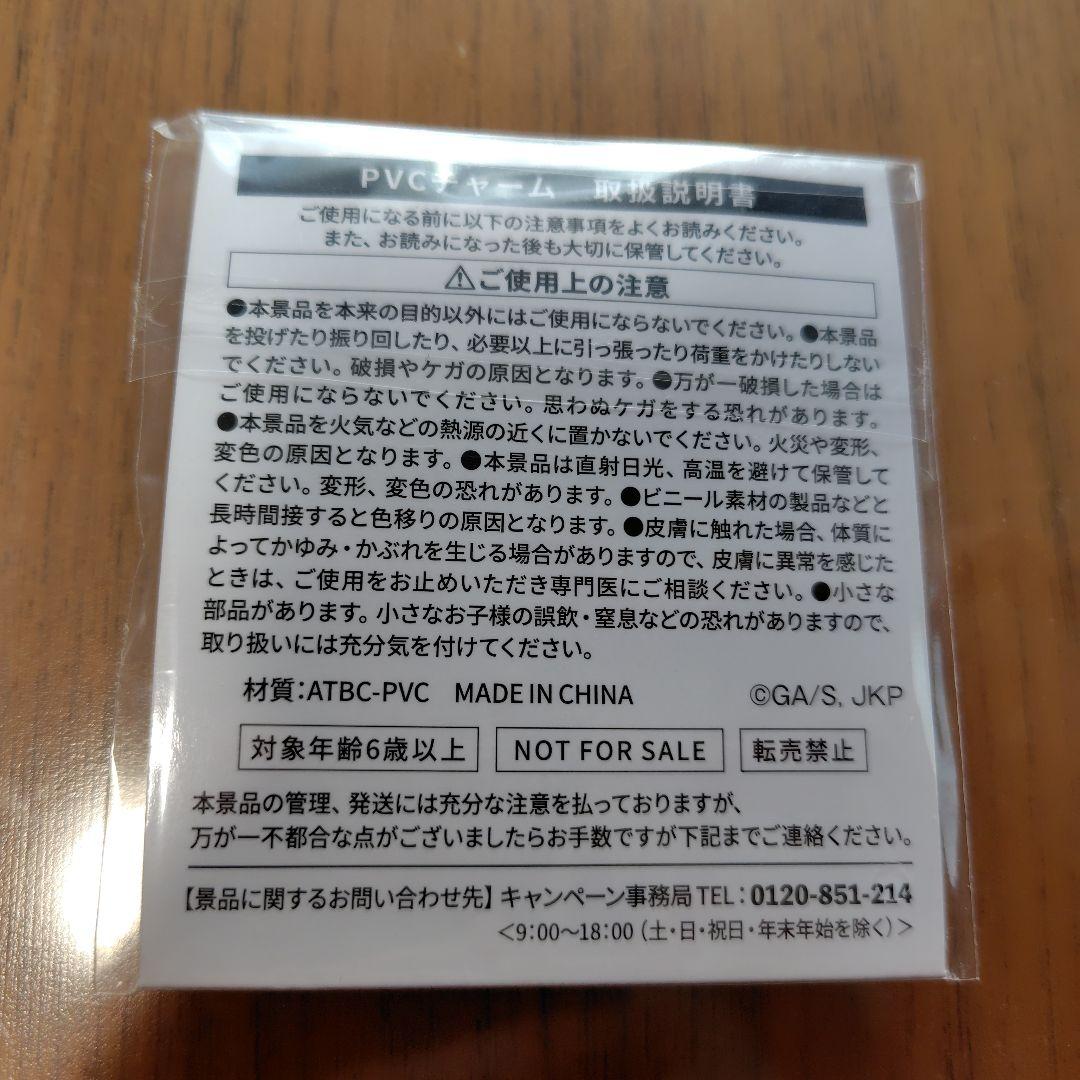 PVCチャーム 取扱説明書
ご使用になる前に以下の注意事項をよくお読みください。
また、お読みになった後も大切に保管してください。
⚠ご使用上の注意
●本景品を本来の目的以外にはご使用にならないでください。●本景品
を投げたり振り回したり、必要以上に引っ張ったり荷重をかけたりしない
でください。破損やケガの原因となります。●万が一破損した場合は
ご使用にならないでください。思わぬケガをする恐れがあります。
●本景品を火気などの熱源の近くに置かないでください。火災や変形、
変色の原因となります。●本景品は直射日光、高温を避けて保管して
ください。変形、変色の恐れがあります。●ビニール素材の製品などと
長時間接すると色移りの原因となります。●皮膚に触れた場合、体質に
よってかゆみ・かぶれを生じる場合がありますので、皮膚に異常を感じた
ときは、ご使用をお止めいただき専門医にご相談ください。●小さな
部品があります。小さなお子様の誤飲・窒息などの恐れがありますので、
取り扱いには充分気を付けてください。
材質:ATBC-PVC MADE IN CHINA ©GA/S, JKP
対象年齢6歳以上 NOT FOR SALE 転売禁止
本景品の管理、発送には充分な注意を払っておりますが、
万が一不都合な点がございましたらお手数ですが下記までご連絡ください。
【景品に関するお問い合わせ先】キャンペーン事務局 TEL:0120-851-214
<9:00〜18:00(土・日・祝日・年末年始を除く)>